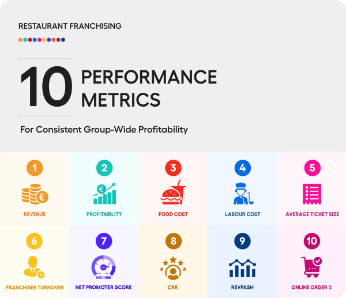 RESTAURANT FRANCHISING
10 PERFORMANCE
METRICS
For Consistent Group-Wide Profitability
1 2 3 4 5
REVENUE PROFITABILITY FOOD COST LABOUR COST AVERAGE TICKET SIZE
6 7 8 9 10
FRANCHISEE TURNOVER NET PROMOTER SCORE CRR REVPASH ONLINE ORDER %